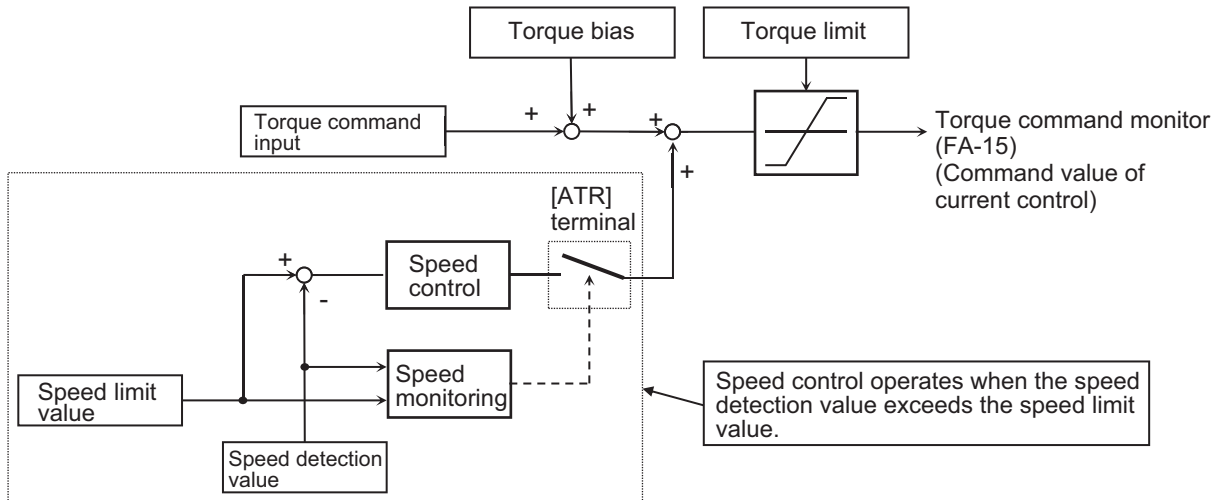 Torque bias
Torque limit
+
+
Torque command
input
+
+
Torque command monitor
(FA-15)
(Command value of
current control)
[ATR]
terminal
+
-
Speed
control
Speed limit
value
Speed
monitoring
Speed control operates when the speed
detection value exceeds the speed limit
value.
Speed detection
value